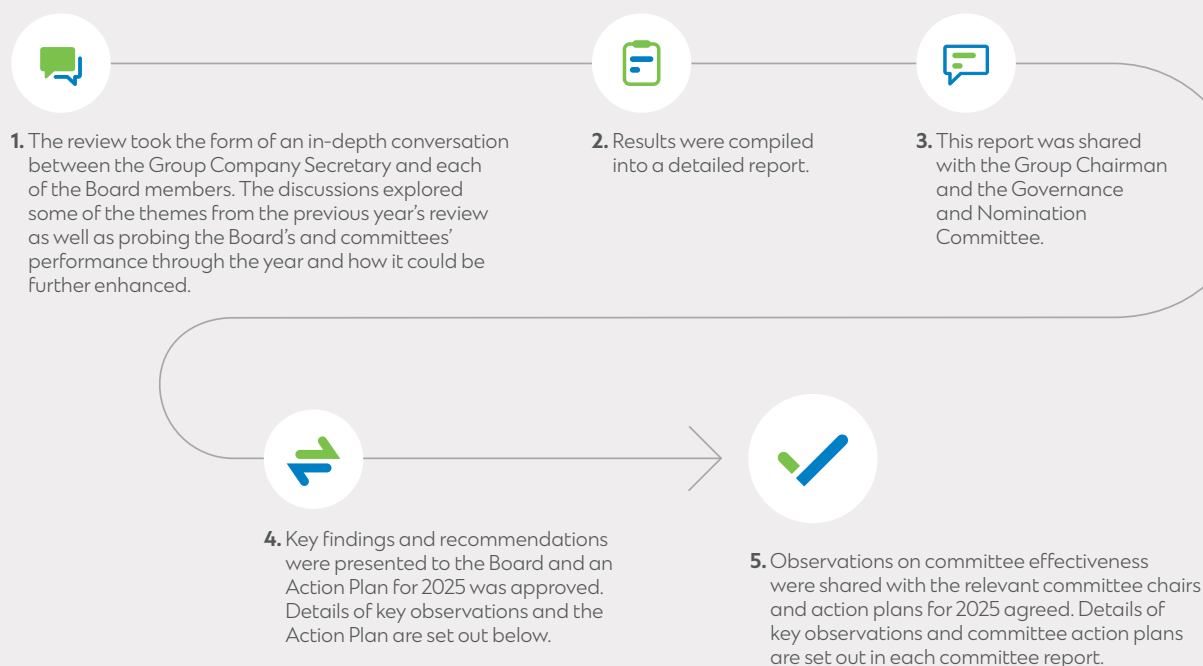 1. The review took the form of an in-depth conversation
between the Group Company Secretary and each
of the Board members. The discussions explored
some of the themes from the previous year's review
as well as probing the Board's and committees'
performance through the year and how it could be
further enhanced.
2. Results were compiled
into a detailed report.
3. This report was shared
with the Group Chairman
and the Governance
and Nomination
Committee.
4. Key findings and recommendations
were presented to the Board and an
Action Plan for 2025 was approved.
Details of key observations and the
Action Plan are set out below.
5. Observations on committee effectiveness
were shared with the relevant committee chairs
and action plans for 2025 agreed. Details of
key observations and committee action plans
are set out in each committee report.